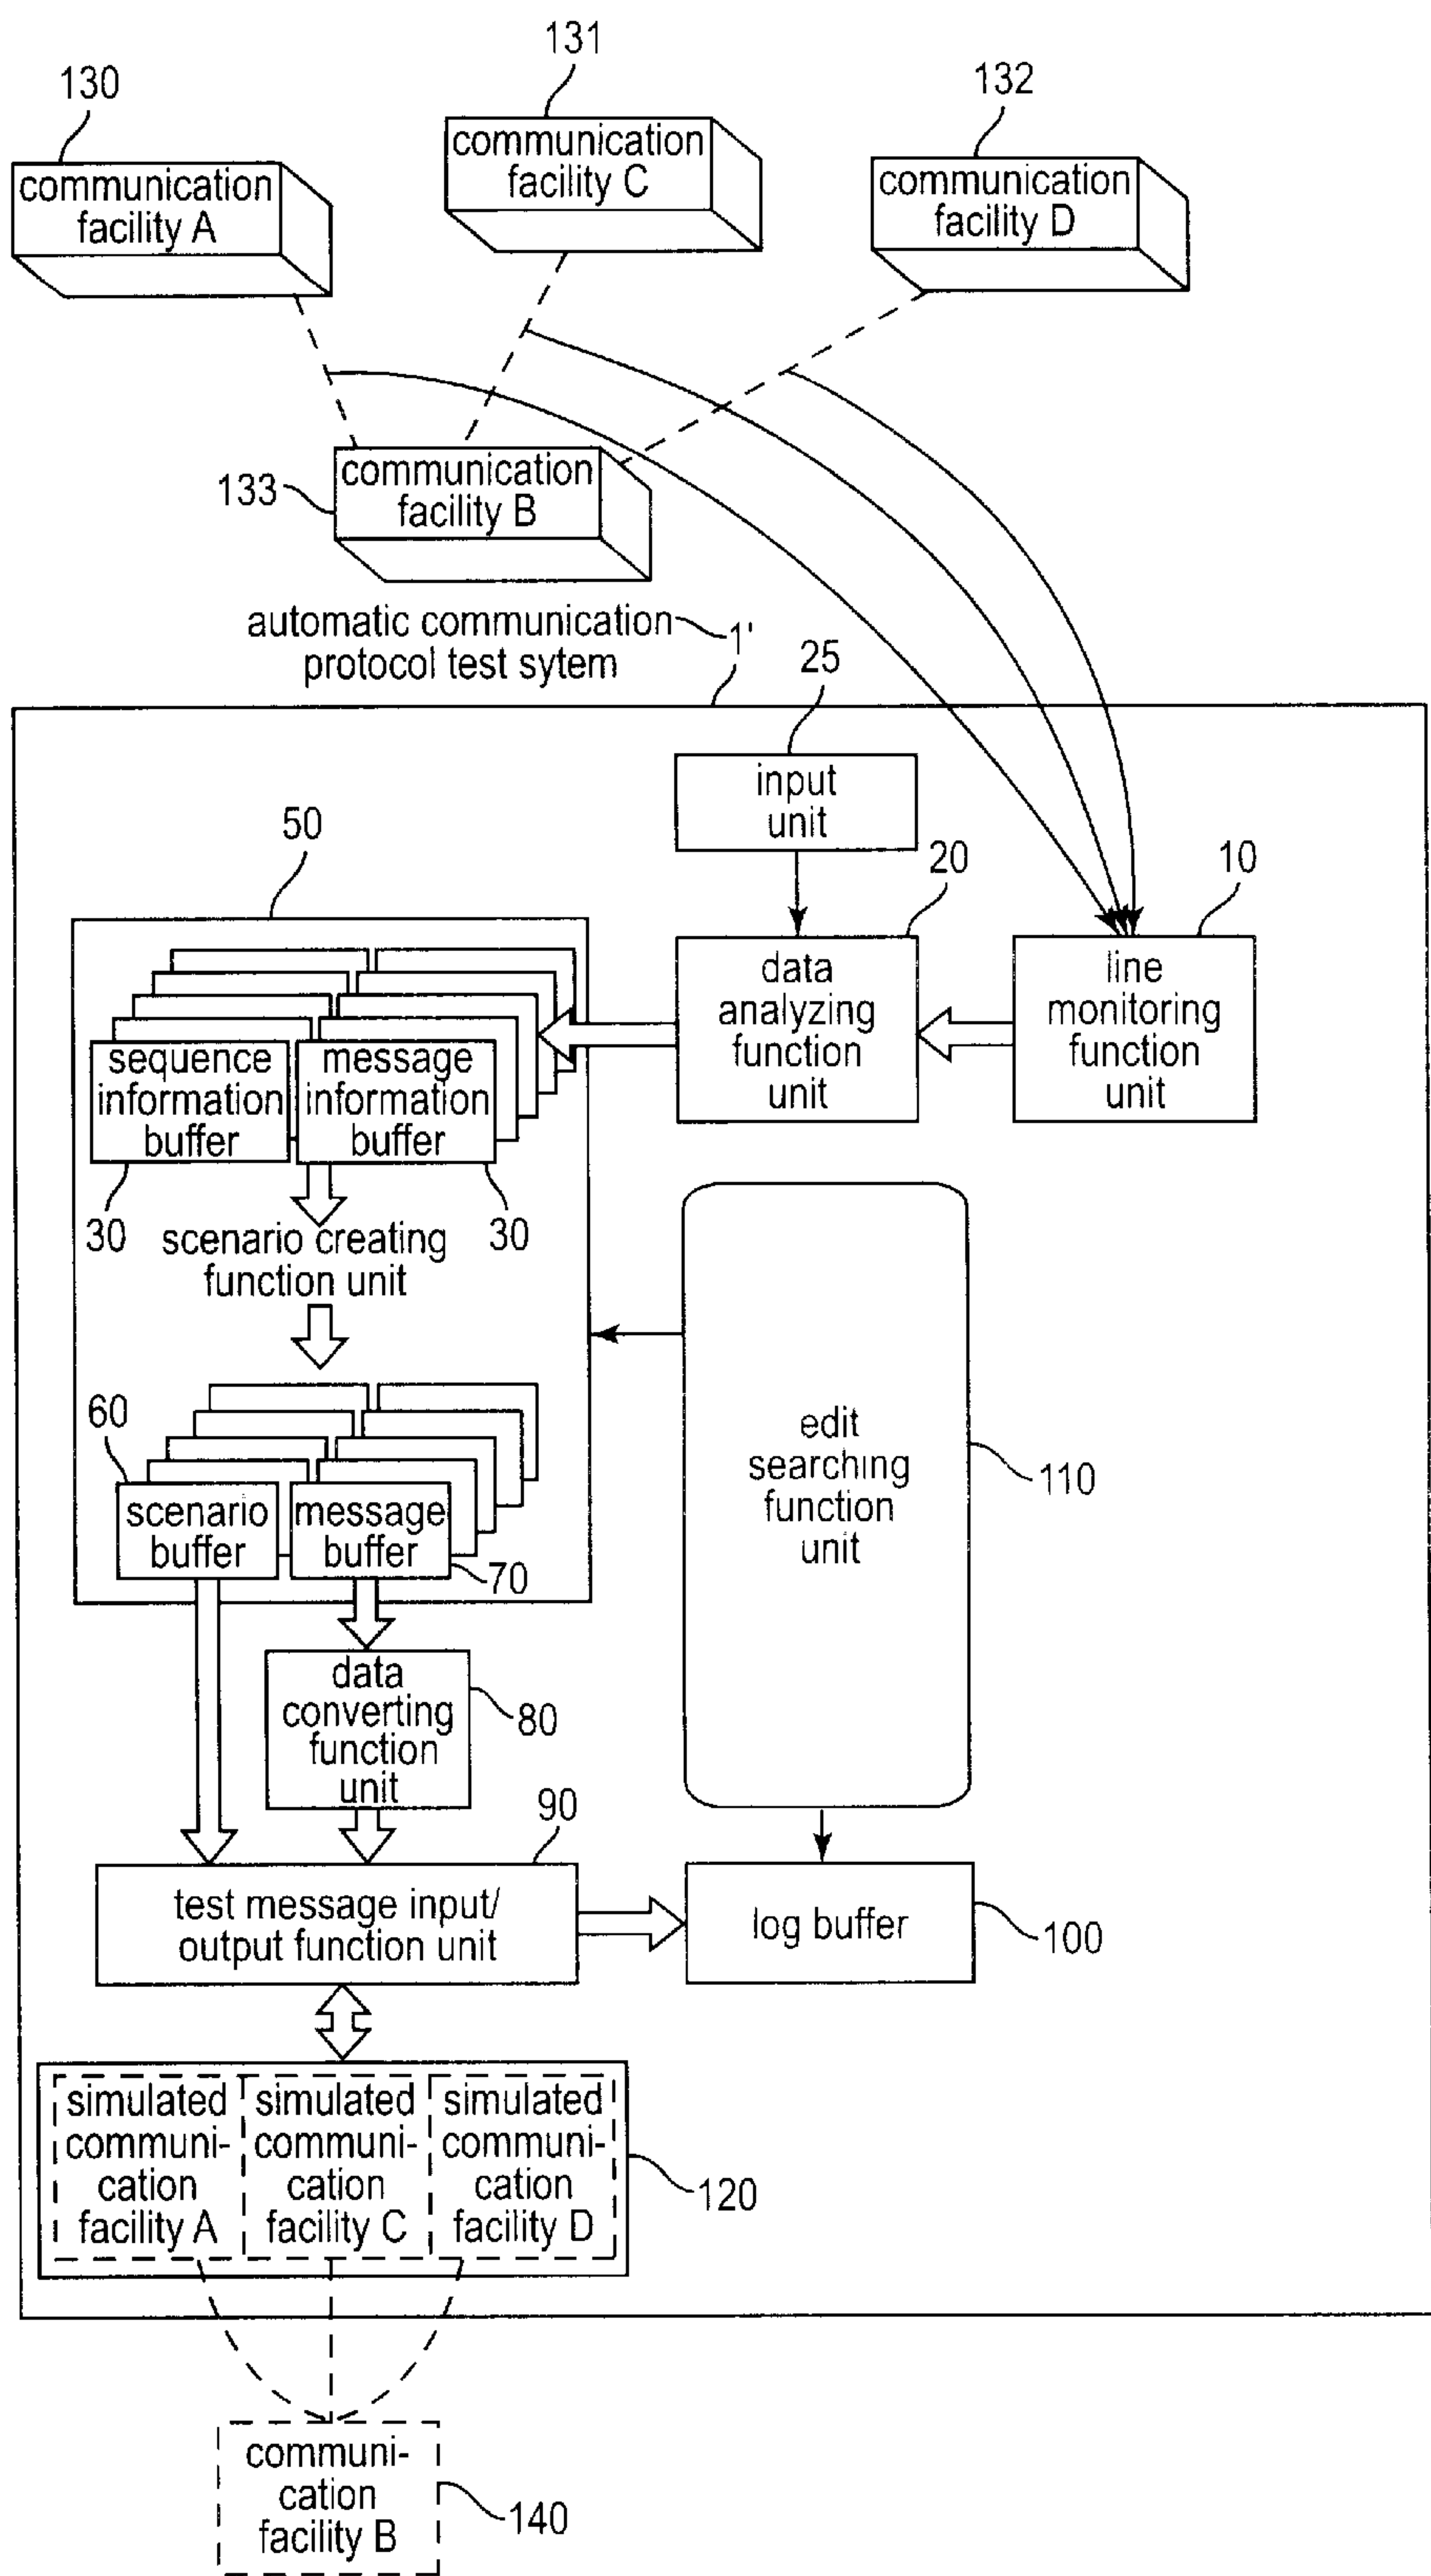 131
130
132
communication
facility C
communication
facility A
communication
facility D
communication
facility B
133
automatic communication
protocol test sytem
1'
25
input
unit
50
20
10
data
analyzing
function
unit
line
monitoring
function
unit
sequence
information
buffer
message
information
buffer
30
30
scenario creating
function unit
60
scenario
buffer
message
buffer
70
edit
searching
function
unit
110
data
converting
function
unit
80
90
test message input/
output function unit
log buffer
100
simulated
communi-
cation
facility A
simulated
communi-
cation
facility C
simulated
communi-
cation
facility D
120
communi-
cation
facility B
140